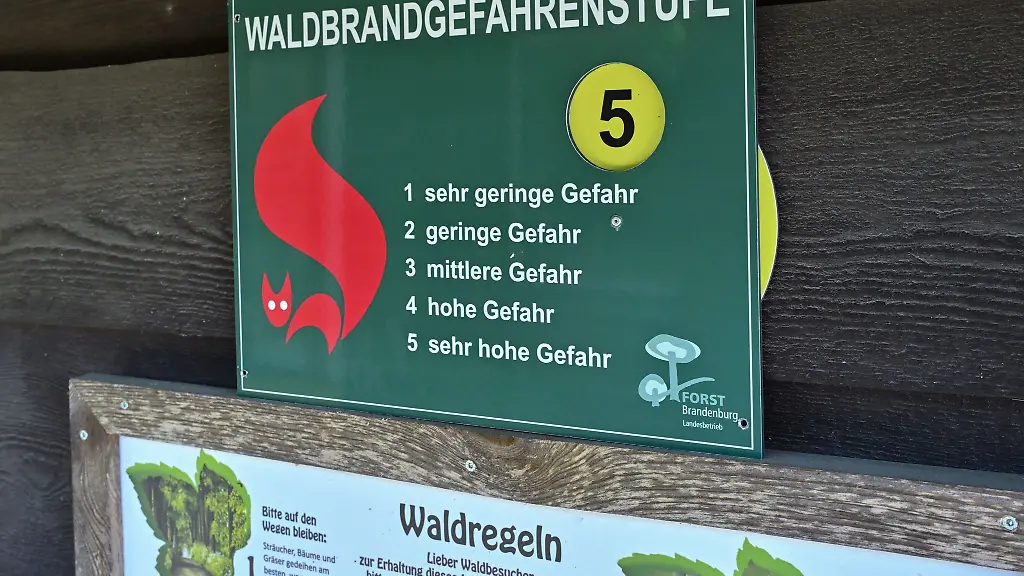 WALDBRANDGEFAHRENSTUFE
5
1 sehr geringe Gefahr
2 geringe Gefahr
3 mittlere Gefahr
4 hohe Gefahr
5 sehr hohe Gefahr
FORST
Brandenburg
Landesbetrieb
Bitte auf den
Wegen bleiben:
Sträucher, Bäume und
Gräser gedeihen am
Waldregeln
Lieber Waldbesucher
zur Erhaltung dieses